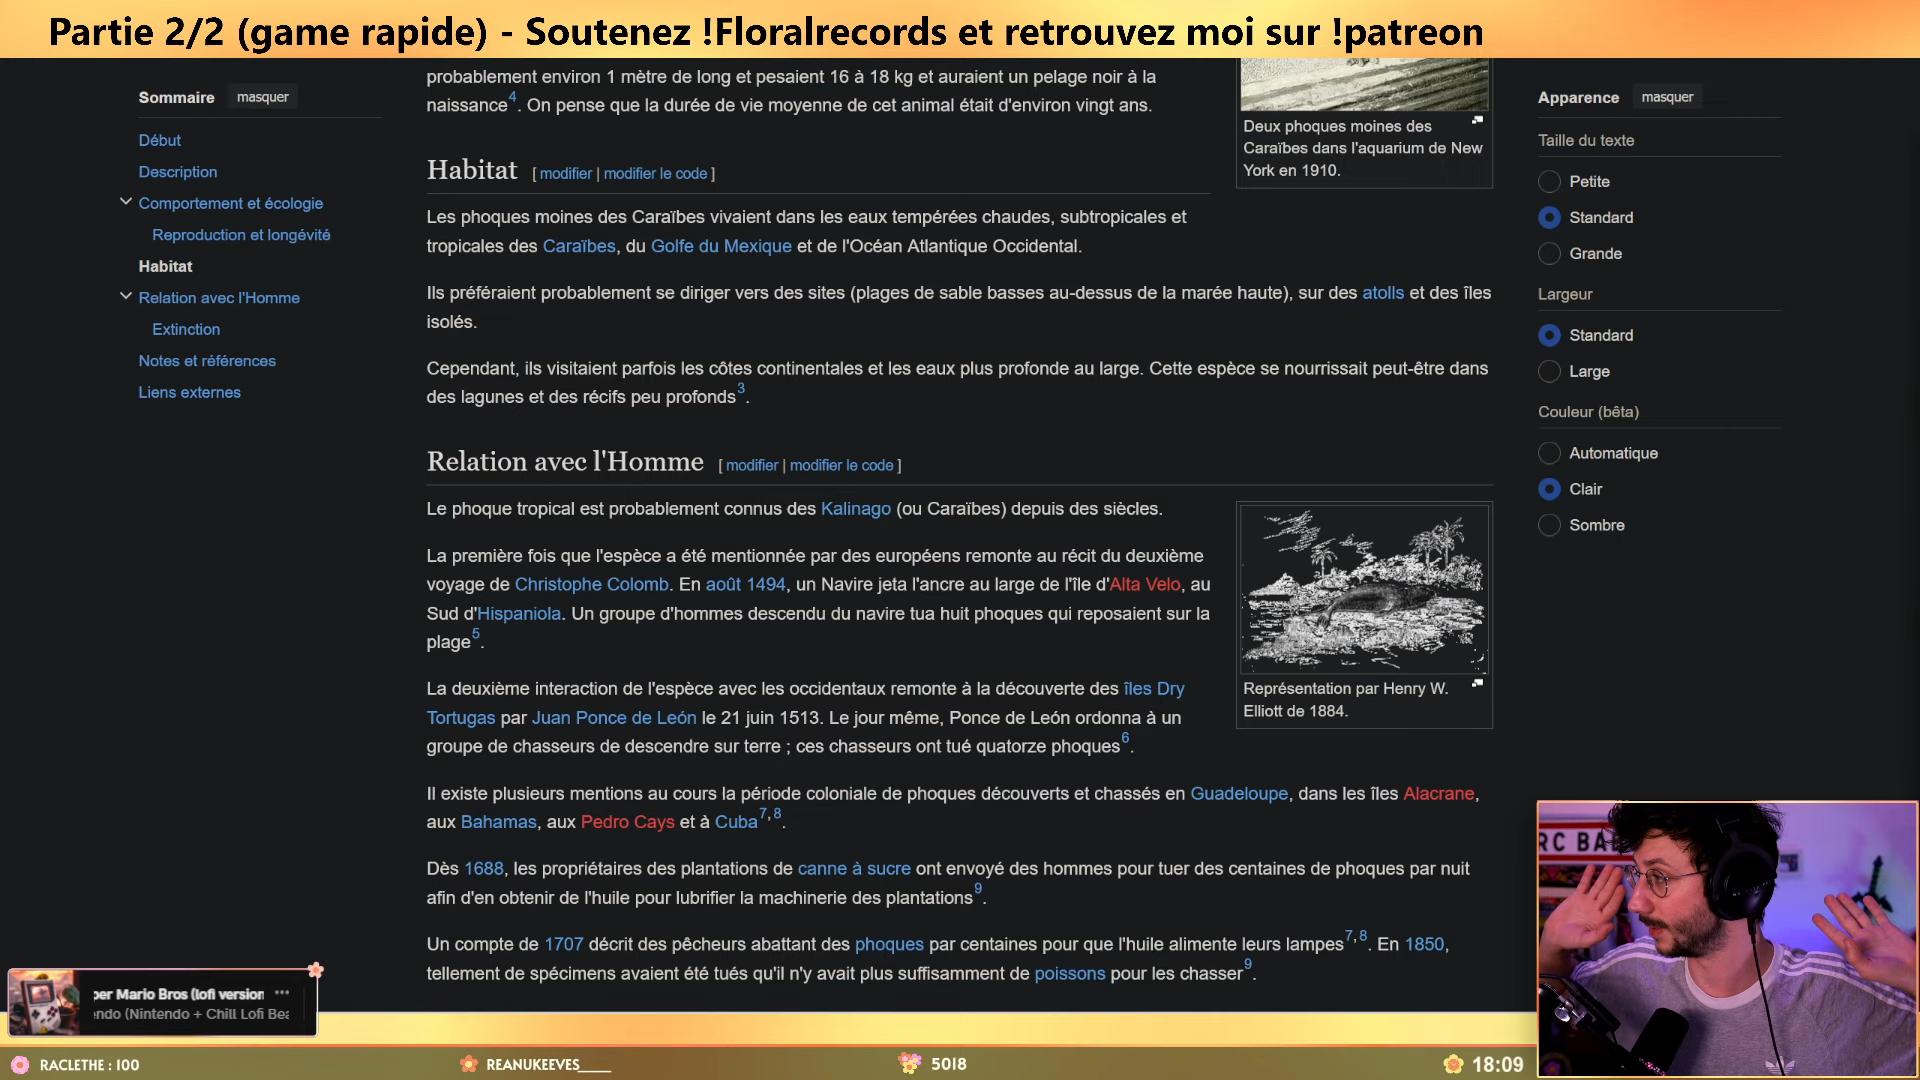 Partie 2/2 (game rapide) - Soutenez !Floralrecords et retrouvez moi sur !patreon
Sommaire masquer
Début
Description
Comportement et écologie
Reproduction et longévité
Habitat
Relation avec l'Homme
Extinction
Notes et références
Liens externes
probablement environ 1 mètre de long et pesaient 16 à 18 kg et auraient un pelage noir à la
naissance4. On pense que la durée de vie moyenne de cet animal était d'environ vingt ans.
Deux phoques moines des
Caraïbes dans l'aquarium de New
York en 1910.
Habitat [ modifier | modifier le code ]
Les phoques moines des Caraïbes vivaient dans les eaux tempérées chaudes, subtropicales et
tropicales des Caraïbes, du Golfe du Mexique et de l'Océan Atlantique Occidental.
Ils préféraient probablement se diriger vers des sites (plages de sable basses au-dessus de la marée haute), sur des atolls et des îles
isolés.
Cependant, ils visitaient parfois les côtes continentales et les eaux plus profonde au large. Cette espèce se nourrissait peut-être dans
des lagunes et des récifs peu profonds3.
Relation avec l'Homme [ modifier | modifier le code ]
Le phoque tropical est probablement connus des Kalinago (ou Caraïbes) depuis des siècles.
La première fois que l'espèce a été mentionnée par des européens remonte au récit du deuxième
voyage de Christophe Colomb. En août 1494, un Navire jeta l'ancre au large de l'île d'Alta Velo, au
Sud d'Hispaniola. Un groupe d'hommes descendu du navire tua huit phoques qui reposaient sur la
plage5.
Représentation par Henry W.
Elliott de 1884.
La deuxième interaction de l'espèce avec les occidentaux remonte à la découverte des îles Dry
Tortugas par Juan Ponce de León le 21 juin 1513. Le jour même, Ponce de León ordonna à un
groupe de chasseurs de descendre sur terre ; ces chasseurs ont tué quatorze phoques6.
Il existe plusieurs mentions au cours la période coloniale de phoques découverts et chassés en Guadeloupe, dans les îles Alacrane,
aux Bahamas, aux Pedro Cays et à Cuba7,8.
Dès 1688, les propriétaires des plantations de canne à sucre ont envoyé des hommes pour tuer des centaines de phoques par nuit
afin d'en obtenir de l'huile pour lubrifier la machinerie des plantations9.
Un compte de 1707 décrit des pêcheurs abattant des phoques par centaines pour que l'huile alimente leurs lampes7,8. En 1850,
tellement de spécimens avaient été tués qu'il n'y avait plus suffisamment de poissons pour les chasser9.
Apparence masquer
Taille du texte
Petite
Standard
Grande
Largeur
Standard
Large
Couleur (bêta)
Automatique
Clair
Sombre
RC BA
per Mario Bros (lofi version ...
endo (Nintendo + Chill Lofi Bea
RACLETHE : 100
REANUKEEVES____
5018
18:09